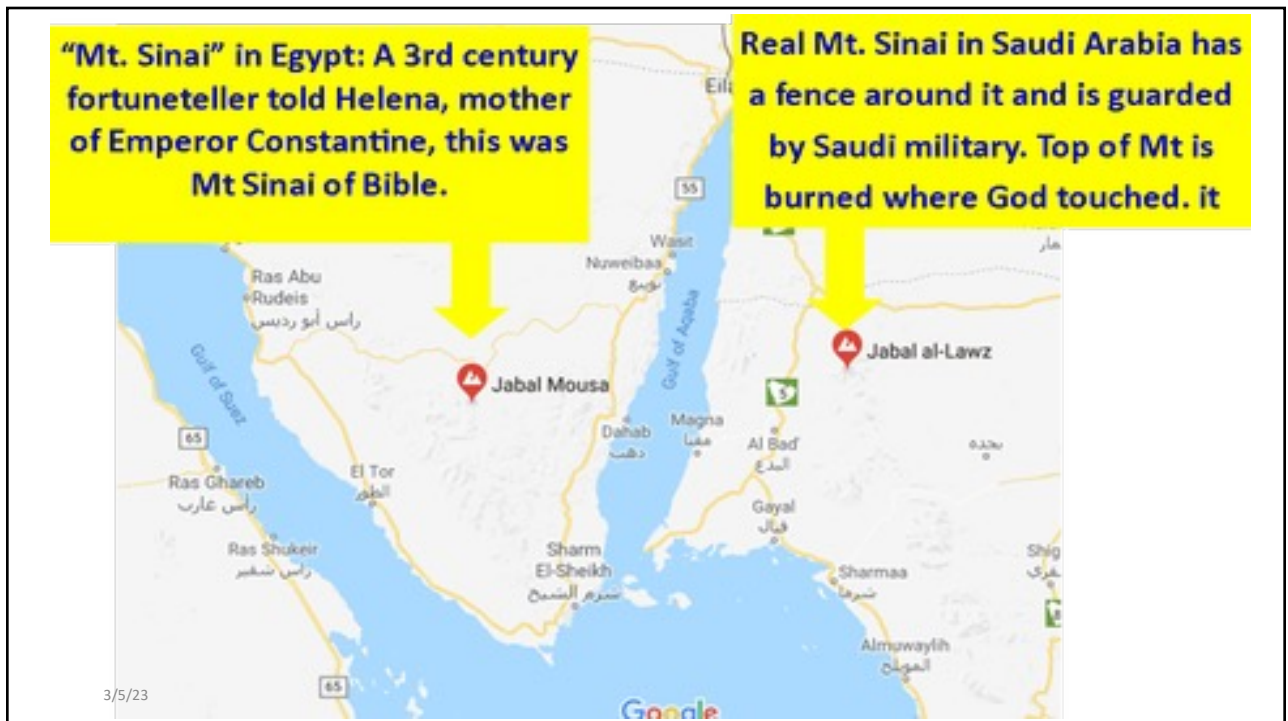 “Mt. Sinai” in Egypt: A 3rd century
fortuneteller told Helena, mother
of Emperor Constantine, this was
Mt Sinai of Bible.
Real Mt. Sinai in Saudi Arabia has
a fence around it and is guarded
by Saudi military. Top of Mt is
burned where God touched. it
55
Wasit
Nuweibaa
نويبع
Ras Abu
Rudeis
راس أبو رديس
Gulf of Suez
Gulf of Aqaba
Jabal Mousa
Jabal al-Lawz
5
65
Dahab
دهب
Magna
مقنا
Al Bad'
البدع
بجده
Ras Ghareb
راس غارب
El Tor
الطور
Gayal
قيال
Ras Shukeir
راس شقير
Sharm
El-Sheikh
شرم الشيخ
Sharmaa
شرما
Almuwaylih
المويلح
65
Google
3/5/23